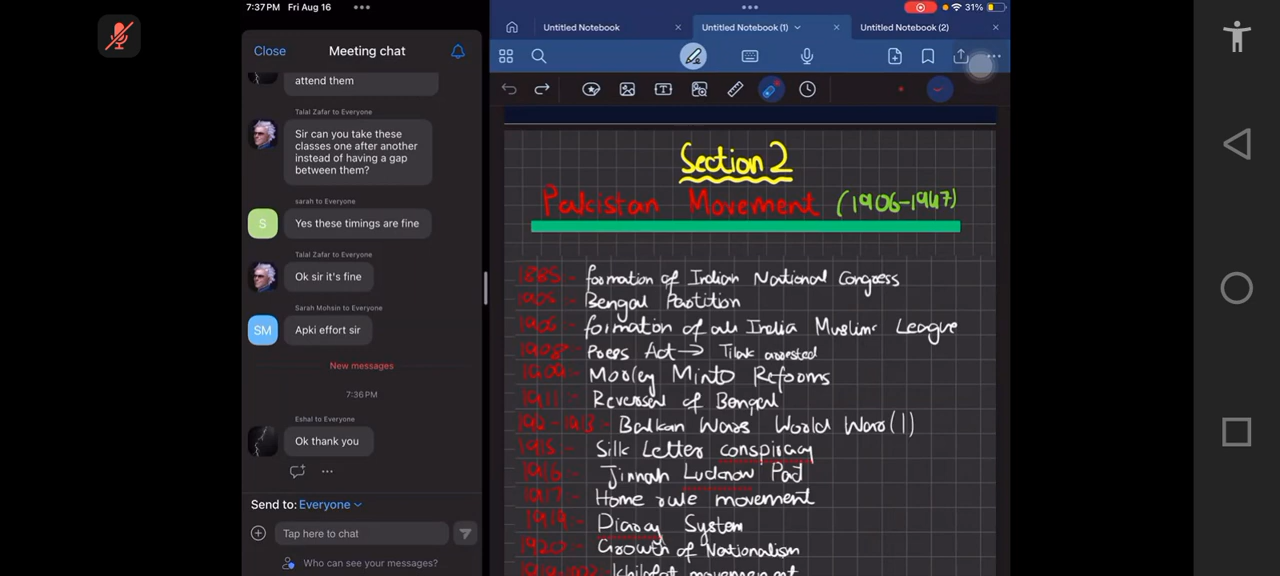 7:37 PM Fri Aug 16
31%
Close Meeting chat
attend them
Talal Zafar to Everyone
Sir can you take these
classes one after another
instead of having a gap
between them?
sarah to Everyone
S
Yes these timings are fine
Talal Zafar to Everyone
Ok sir it's fine
Sarah Mohsin to Everyone
SM
Apki effort sir
New messages
7:36 PM
Eshal to Everyone
Ok thank you
Send to: Everyone
Tap here to chat
Who can see your messages?
Untitled Notebook
Untitled Notebook (1)
Untitled Notebook (2)
Section 2
Pakistan Movement (1906-1947)
1885- formation of Indian National Congress
1905- Bengal Partition
1906- formation of all India Muslim League
1908- Press Act → Tilak arrested
1909- Morley Minto Reforms
1911- Reversal of Bengal
Balkan Wars World War (1)
1915- Silk Letter conspiracy
1916- Jinnah Lucknow Pact
1917- Home rule movement
1919- Diarcy System
1920- Growth of Nationalism
Khilafat movement